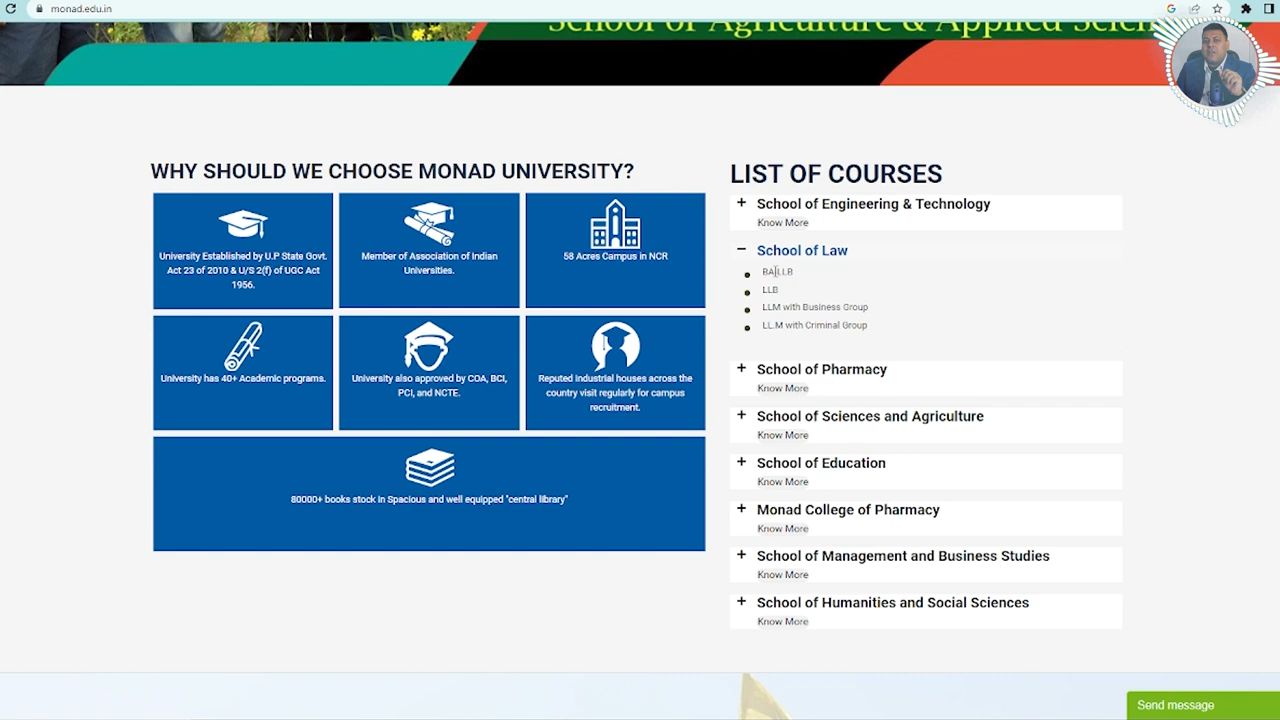 monad.edu.in
School of Agriculture & Applied Scien
WHY SHOULD WE CHOOSE MONAD UNIVERSITY?
University Established by U.P State Govt.
Act 23 of 2010 & U/S 2(f) of UGC Act
1956.
Member of Association of Indian
Universities.
58 Acres Campus in NCR
University has 40+ Academic programs.
University also approved by COA, BCI,
PCI, and NCTE.
Reputed industrial houses across the
country visit regularly for campus
recruitment.
80000+ books stock in Spacious and well equipped "central library"
LIST OF COURSES
+ School of Engineering & Technology
Know More
− School of Law
BALLB
LLB
LLM with Business Group
LL.M with Criminal Group
+ School of Pharmacy
Know More
+ School of Sciences and Agriculture
Know More
+ School of Education
Know More
+ Monad College of Pharmacy
Know More
+ School of Management and Business Studies
Know More
+ School of Humanities and Social Sciences
Know More
Send message